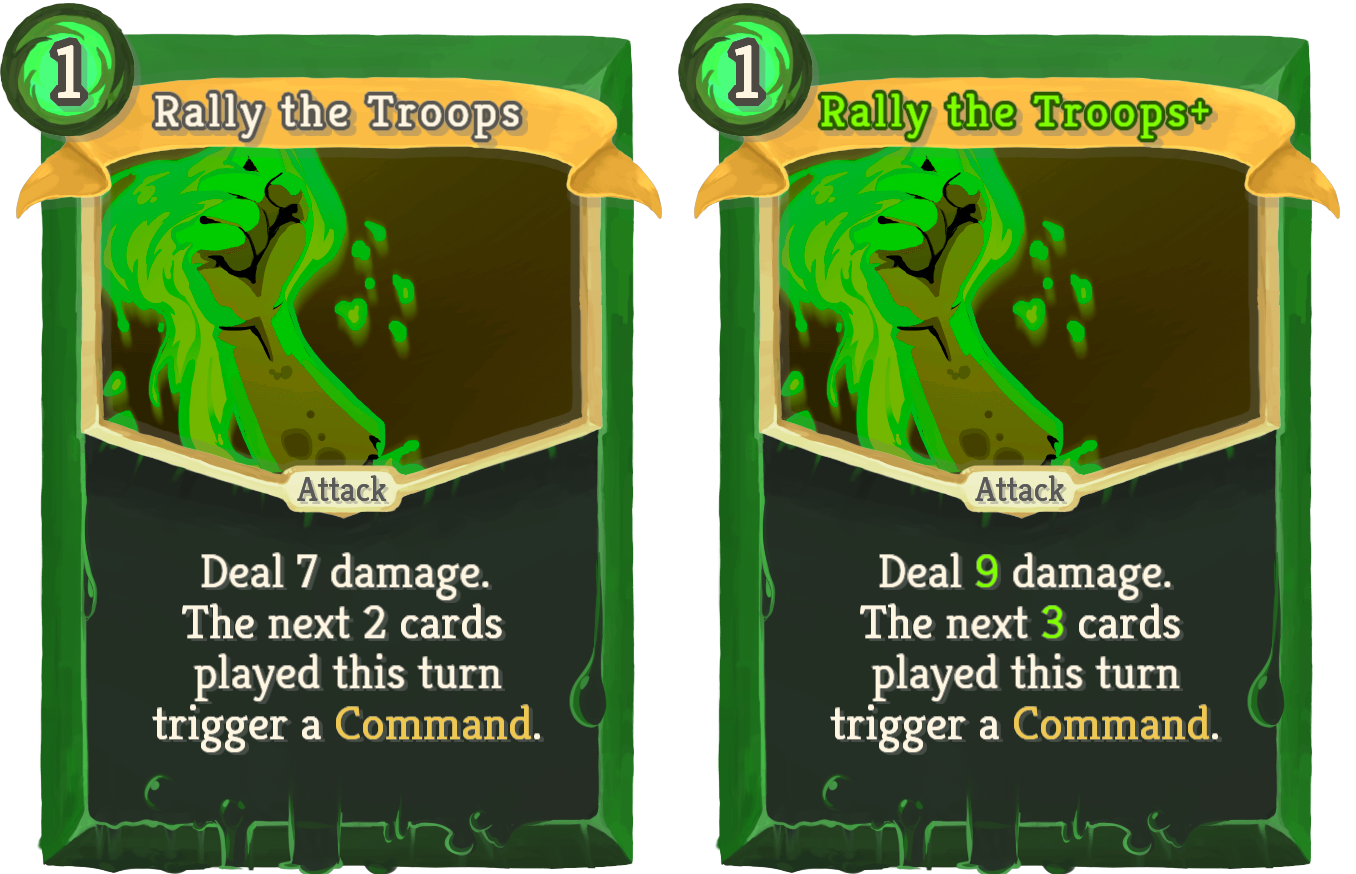 1
Rally the Troops
Attack
Deal 7 damage.
The next 2 cards
played this turn
trigger a Command.
1
Rally the Troops+
Attack
Deal 9 damage.
The next 3 cards
played this turn
trigger a Command.